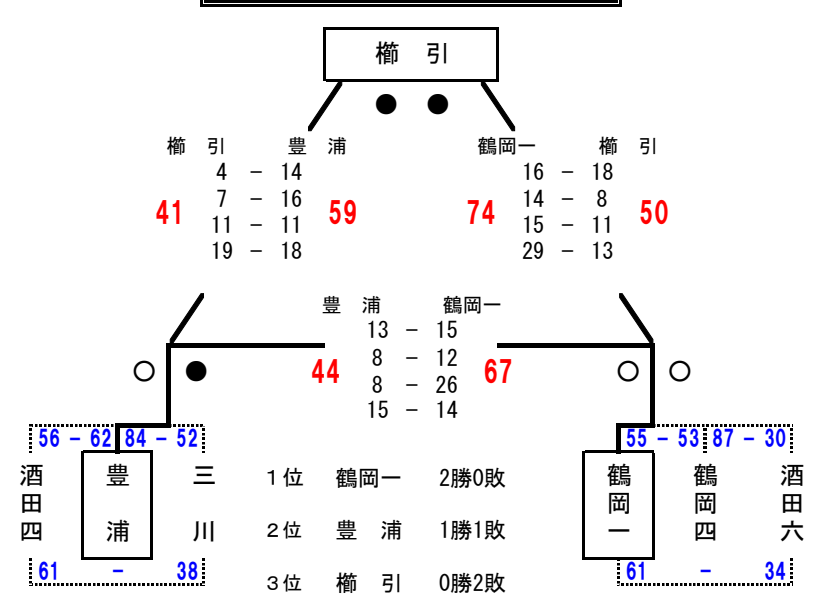 櫛 引
● ●
櫛 引 豊 浦
4 － 14
7 － 16
11 － 11
19 － 18
41 59
鶴岡一 櫛 引
16 － 18
14 － 8
15 － 11
29 － 13
74 50
豊 浦 鶴岡一
13 － 15
8 － 12
8 － 26
15 － 14
44 67
○ ●
○ ○
56 － 62 84 － 52
55 － 53 87 － 30
酒田四
豊 浦
三 川
鶴岡一
鶴岡四
酒田六
61 － 38
61 － 34
1位 鶴岡一 2勝0敗
2位 豊 浦 1勝1敗
3位 櫛 引 0勝2敗